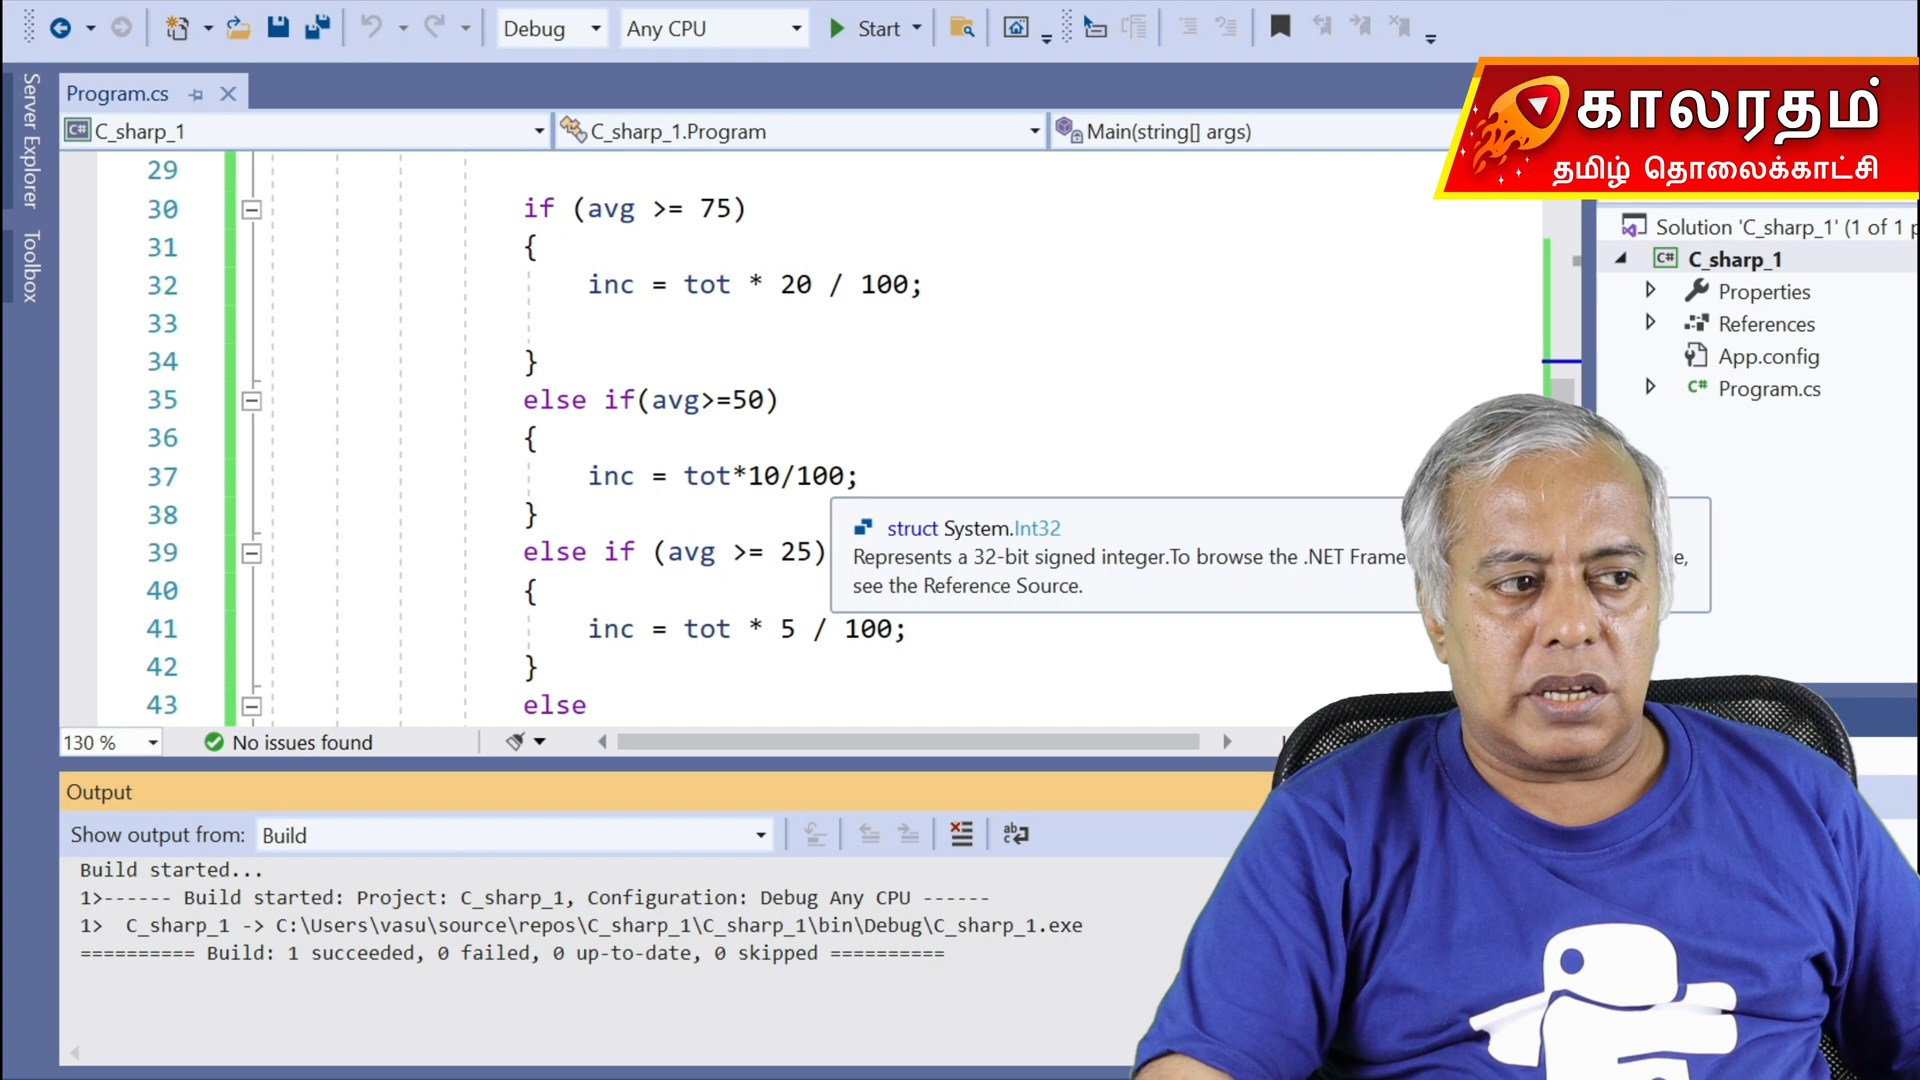 Debug
Any CPU
Start
Server Explorer
Toolbox
Program.cs
C# C_sharp_1
C_sharp_1.Program
Main(string[] args)
காலரதம்
தமிழ் தொலைக்காட்சி
29
30 if (avg >= 75)
31 {
32 inc = tot * 20 / 100;
33
34 }
35 else if(avg>=50)
36 {
37 inc = tot*10/100;
38 }
39 else if (avg >= 25)
40 {
41 inc = tot * 5 / 100;
42 }
43 else
struct System.Int32
Represents a 32-bit signed integer.To browse the .NET Frame
see the Reference Source.
Solution 'C_sharp_1' (1 of 1 p
C# C_sharp_1
Properties
References
App.config
C# Program.cs
130 %
No issues found
Output
Show output from: Build
Build started...
1>------ Build started: Project: C_sharp_1, Configuration: Debug Any CPU ------
1> C_sharp_1 -> C:\Users\vasu\source\repos\C_sharp_1\C_sharp_1\bin\Debug\C_sharp_1.exe
========== Build: 1 succeeded, 0 failed, 0 up-to-date, 0 skipped ==========